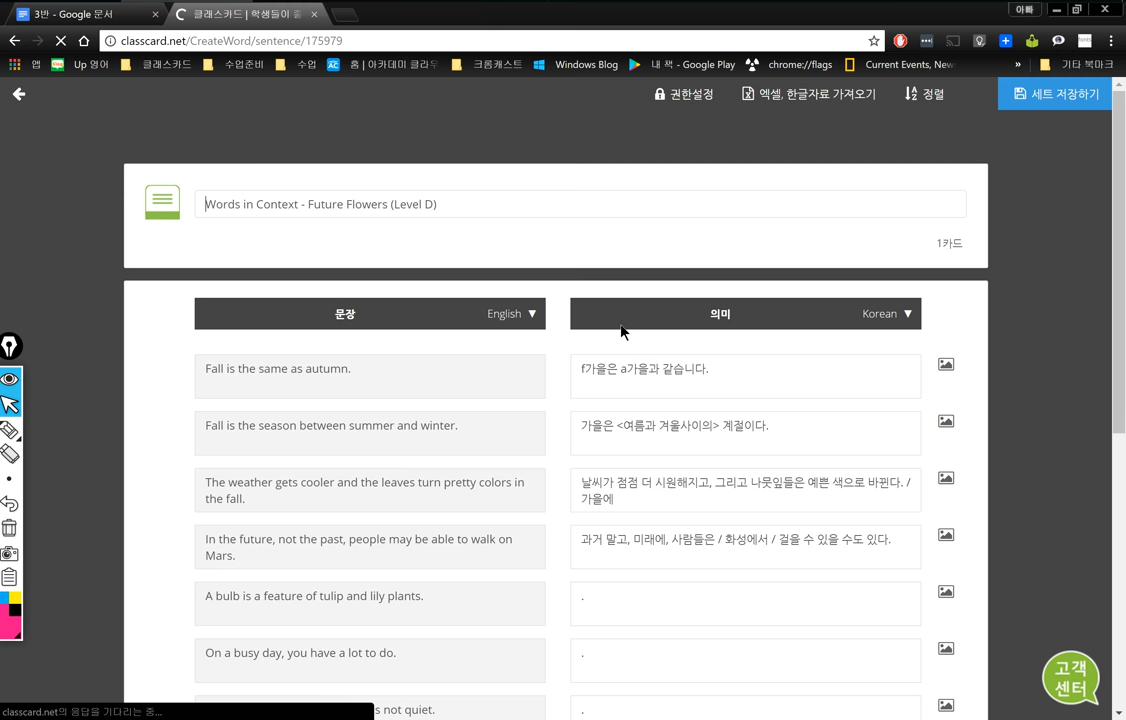 3반 - Google 문서
클래스카드 | 학생들이 좋
아빠
classcard.net/CreateWord/sentence/175979
앱
Up 영어
클래스카드
수업준비
수업
홈 | 아카데미 클라우
크롬캐스트
Windows Blog
내 책 - Google Play
chrome://flags
Current Events, New
»
기타 북마크
권한설정
엑셀, 한글자료 가져오기
정렬
세트 저장하기
Words in Context - Future Flowers (Level D)
1카드
문장
English ▼
의미
Korean ▼
Fall is the same as autumn.
f가을은 a가을과 같습니다.
Fall is the season between summer and winter.
가을은 <여름과 겨울사이의> 계절이다.
The weather gets cooler and the leaves turn pretty colors in
the fall.
날씨가 점점 더 시원해지고, 그리고 나뭇잎들은 예쁜 색으로 바뀐다. /
가을에
In the future, not the past, people may be able to walk on
Mars.
과거 말고, 미래에, 사람들은 / 화성에서 / 걸을 수 있을 수도 있다.
A bulb is a feature of tulip and lily plants.
.
On a busy day, you have a lot to do.
.
s not quiet.
.
고객
센터
classcard.net의 응답을 기다리는 중...